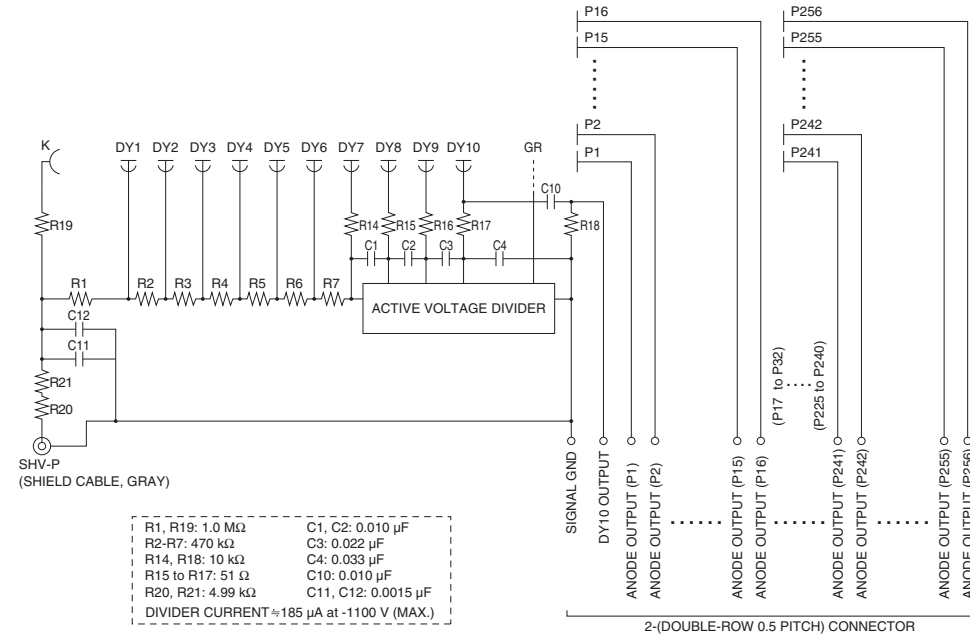 P16
P15
P2
P1
P256
P255
P242
P241
K
DY1 DY2 DY3 DY4 DY5 DY6 DY7 DY8 DY9 DY10
GR
C10
R19
R14 R15 R16 R17 R18
C1 C2 C3 C4
R1 R2 R3 R4 R5 R6 R7
ACTIVE VOLTAGE DIVIDER
C12
C11
R21
R20
SHV-P
(SHIELD CABLE, GRAY)
(P17 to P32)
(P225 to P240)
SIGNAL GND
DY10 OUTPUT
ANODE OUTPUT (P1)
ANODE OUTPUT (P2)
ANODE OUTPUT (P15)
ANODE OUTPUT (P16)
ANODE OUTPUT (P241)
ANODE OUTPUT (P242)
ANODE OUTPUT (P255)
ANODE OUTPUT (P256)
R1, R19: 1.0 MΩ C1, C2: 0.010 µF
R2-R7: 470 kΩ C3: 0.022 µF
R14, R18: 10 kΩ C4: 0.033 µF
R15 to R17: 51 Ω C10: 0.010 µF
R20, R21: 4.99 kΩ C11, C12: 0.0015 µF
DIVIDER CURRENT≒185 µA at -1100 V (MAX.)
2-(DOUBLE-ROW 0.5 PITCH) CONNECTOR